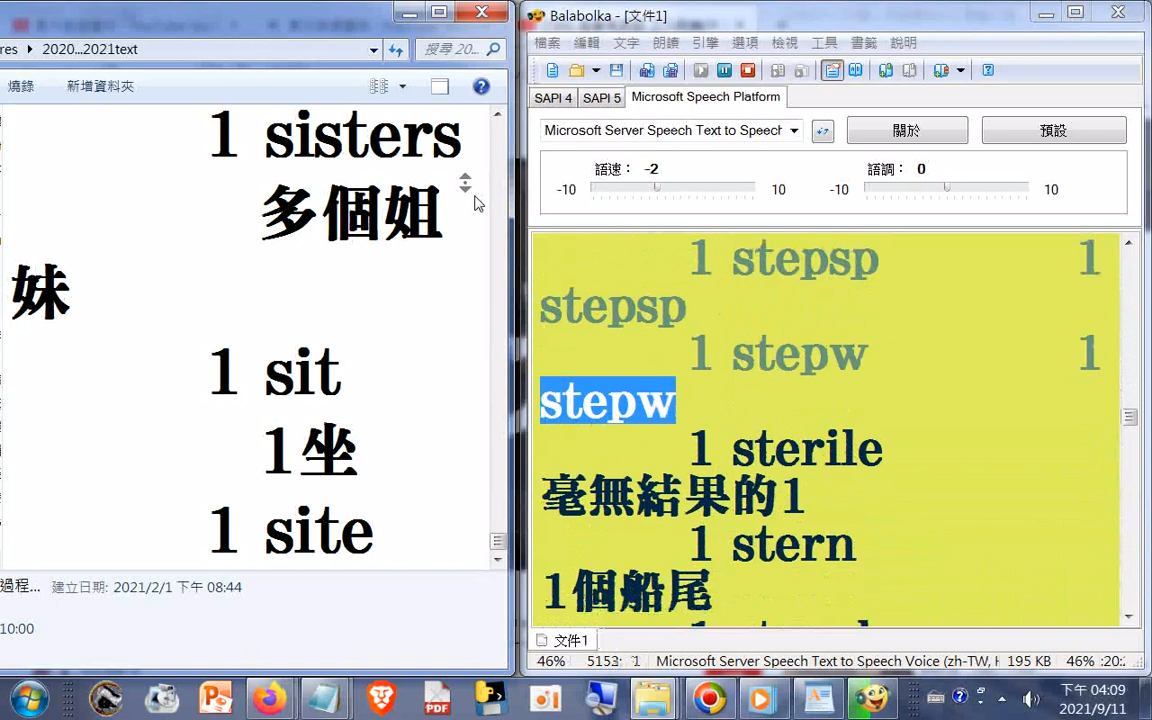 res ▸ 2020...2021text
搜尋 20...
燒錄 新增資料夾
1 sisters
多個姐
妹
1 sit
1坐
1 site
過程... 建立日期: 2021/2/1 下午 08:44
10:00
Balabolka - [文件1]
檔案 編輯 文字 朗讀 引擎 選項 檢視 工具 書籤 說明
SAPI 4 SAPI 5 Microsoft Speech Platform
Microsoft Server Speech Text to Speech 關於 預設
語速： -2 語調： 0
-10 10 -10 10
1 stepsp 1
stepsp
1 stepw 1
stepw
1 sterile
毫無結果的1
1 stern
1個船尾
文件1
46% 5153: 1 Microsoft Server Speech Text to Speech Voice (zh-TW, 195 KB 46% :20:
PDF
下午 04:09
2021/9/11